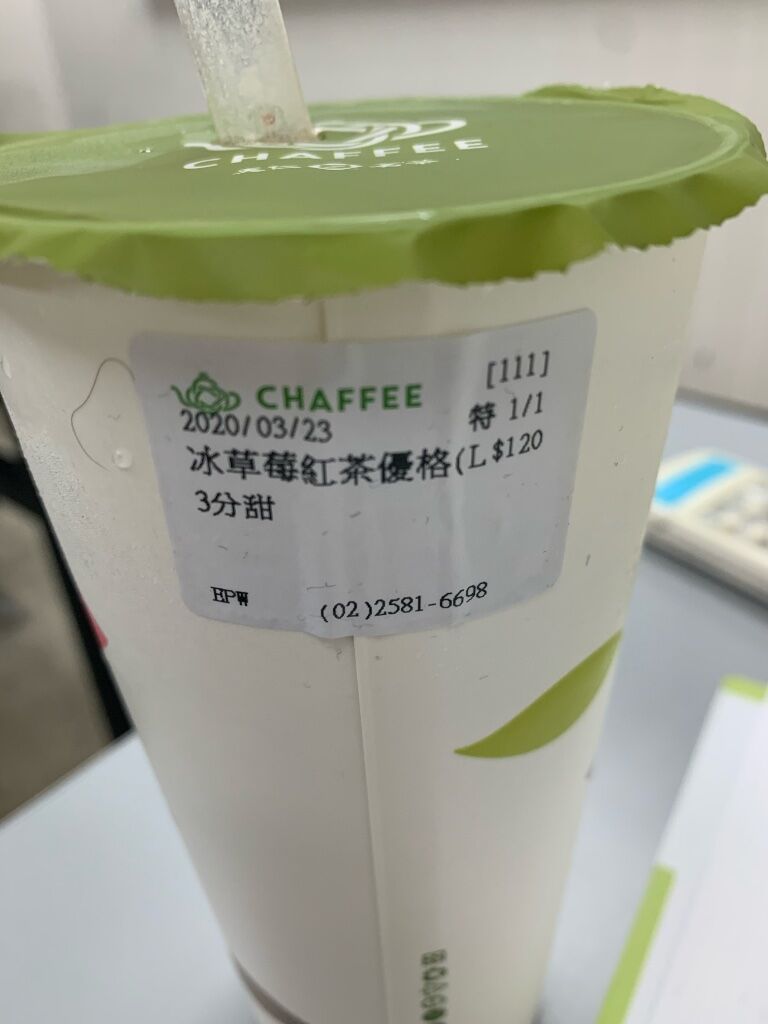 CHAFFEE
CHAFFEE
[111]
2020/03/23
特 1/1
冰草莓紅茶優格(L $120
3分甜
EPW
(02)2581-6698